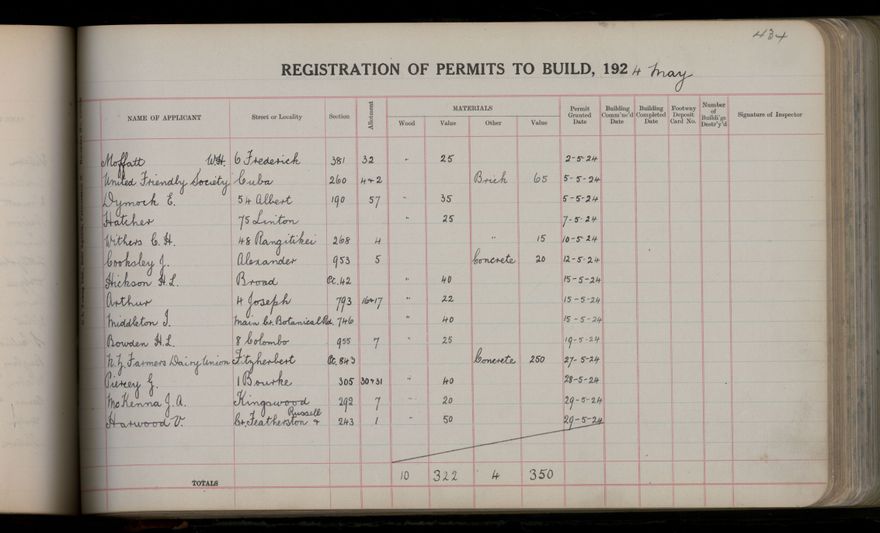 434
REGISTRATION OF PERMITS TO BUILD, 1924 May
NAME OF APPLICANT Street or Locality Section Allotment MATERIALS Wood Value Other Value Permit Granted Date Building Comm'nc'd Date Building Completed Date Footway Deposit Card No. Number of Buildi'gs Destr'y'd Signature of Inspector
Moffatt W.H. 6 Frederick 381 32 " 25 2-5-24
United Friendly Society Cuba 260 4+2 Brick 65 5-5-24
Dymock E. 54 Albert 190 57 " 35 5-5-24
Hatcher 75 Linton " 25 7-5-24
Withers C. H. 48 Rangitikei 268 4 " 15 10-5-24
Cooksley J. Alexander 953 5 Concrete 20 12-5-24
Hickson H.L. Broad Pt. 42 " 40 15-5-24
Arthur 4 Joseph 793 16+17 " 22 15-5-24
Middleton J. Main Cr. Botanical Rd. 746 " 40 15-5-24
Bowden H.L. 8 Colombo 955 7 " 25 19-5-24
N.Z. Farmers Dairy Union Fitzherbert Pt. 843 Concrete 250 27-5-24
Piercey G. 1 Bourke 305 30+31 " 40 28-5-24
McKenna J.A. Kingswood 292 7 " 20 29-5-24
Harwood V. Cr. Featherston + Russell 243 1 " 50 29-5-24
TOTALS 10 322 4 350